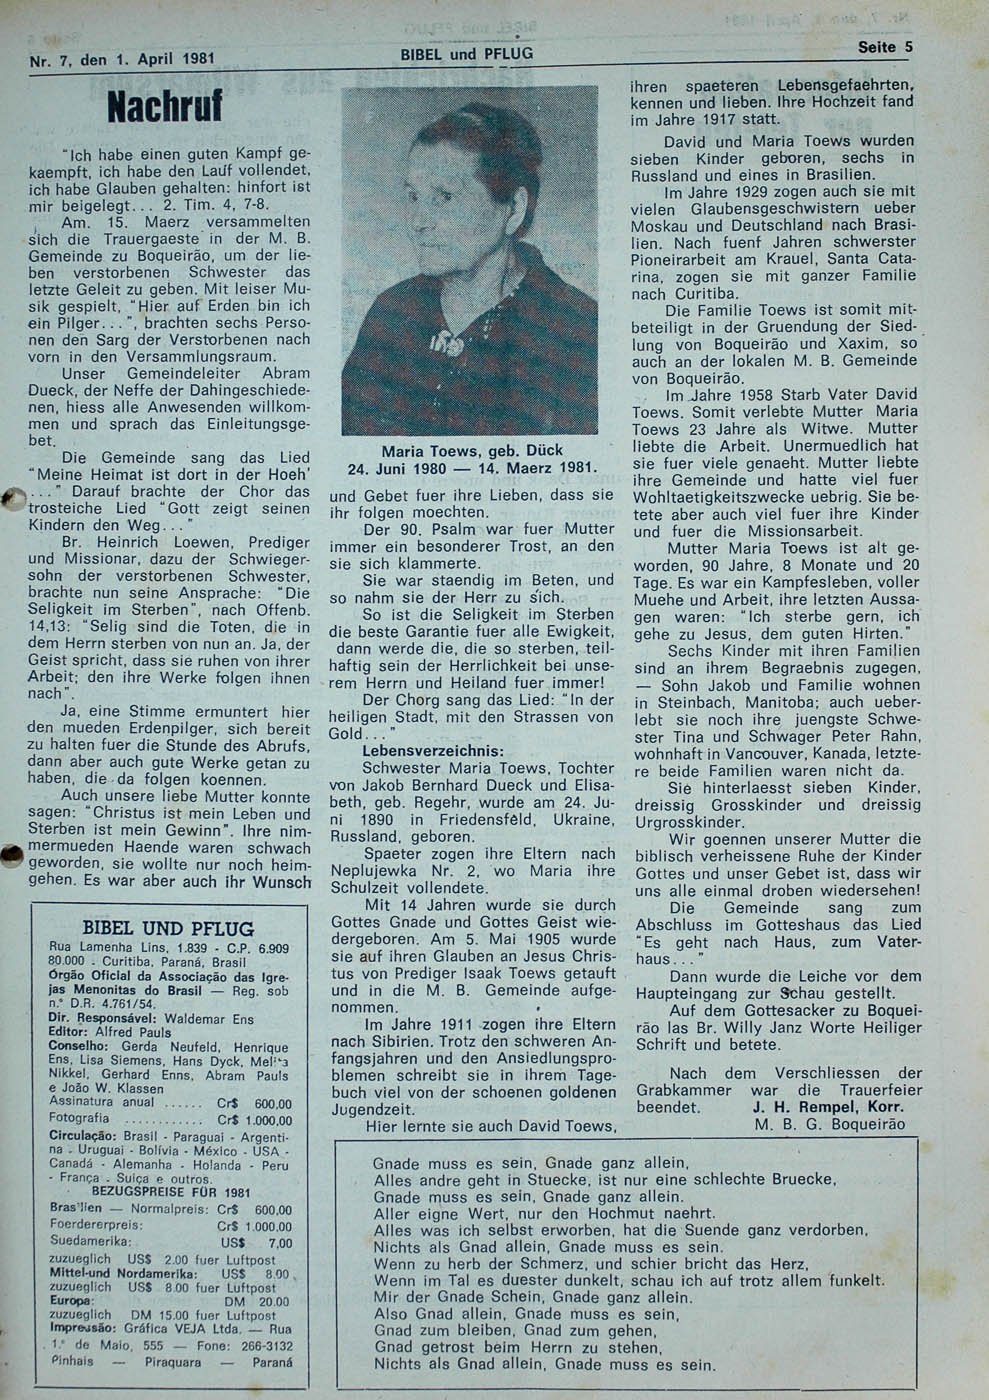 Nr. 7, den 1. April 1981
BIBEL und PFLUG
Seite 5
Nachruf
"Ich habe einen guten Kampf ge-
kaempft, ich habe den Lauf vollendet,
ich habe Glauben gehalten: hinfort ist
mir beigelegt... 2. Tim. 4, 7-8.
Am. 15. Maerz versammelten
sich die Trauergaeste in der M. B.
Gemeinde zu Boqueirão, um der lie-
ben verstorbenen Schwester das
letzte Geleit zu geben. Mit leiser Mu-
sik gespielt, "Hier auf Erden bin ich
ein Pilger...", brachten sechs Perso-
nen den Sarg der Verstorbenen nach
vorn in den Versammlungsraum.
Unser Gemeindeleiter Abram
Dueck, der Neffe der Dahingeschiede-
nen, hiess alle Anwesenden willkom-
men und sprach das Einleitungsge-
bet.
Die Gemeinde sang das Lied
"Meine Heimat ist dort in der Hoeh'
..." Darauf brachte der Chor das
trosteiche Lied "Gott zeigt seinen
Kindern den Weg..."
Br. Heinrich Loewen, Prediger
und Missionar, dazu der Schwieger-
sohn der verstorbenen Schwester,
brachte nun seine Ansprache: "Die
Seligkeit im Sterben", nach Offenb.
14,13: "Selig sind die Toten, die in
dem Herrn sterben von nun an. Ja, der
Geist spricht, dass sie ruhen von ihrer
Arbeit; den ihre Werke folgen ihnen
nach".
Ja, eine Stimme ermuntert hier
den mueden Erdenpilger, sich bereit
zu halten fuer die Stunde des Abrufs,
dann aber auch gute Werke getan zu
haben, die da folgen koennen.
Auch unsere liebe Mutter konnte
sagen: "Christus ist mein Leben und
Sterben ist mein Gewinn". Ihre nim-
mermueden Haende waren schwach
geworden, sie wollte nur noch heim-
gehen. Es war aber auch ihr Wunsch
Maria Toews, geb. Dück
24. Juni 1980 — 14. Maerz 1981.
und Gebet fuer ihre Lieben, dass sie
ihr folgen moechten.
Der 90. Psalm war fuer Mutter
immer ein besonderer Trost, an den
sie sich klammerte.
Sie war staendig im Beten, und
so nahm sie der Herr zu sich.
So ist die Seligkeit im Sterben
die beste Garantie fuer alle Ewigkeit,
dann werde die, die so sterben, teil-
haftig sein der Herrlichkeit bei unse-
rem Herrn und Heiland fuer immer!
Der Chorg sang das Lied: "In der
heiligen Stadt, mit den Strassen von
Gold..."
Lebensverzeichnis:
Schwester Maria Toews, Tochter
von Jakob Bernhard Dueck und Elisa-
beth, geb. Regehr, wurde am 24. Ju-
ni 1890 in Friedensfeld, Ukraine,
Russland, geboren.
Spaeter zogen ihre Eltern nach
Neplujewka Nr. 2, wo Maria ihre
Schulzeit vollendete.
Mit 14 Jahren wurde sie durch
Gottes Gnade und Gottes Geist wie-
dergeboren. Am 5. Mai 1905 wurde
sie auf ihren Glauben an Jesus Chris-
tus von Prediger Isaak Toews getauft
und in die M. B. Gemeinde aufge-
nommen.
Im Jahre 1911 zogen ihre Eltern
nach Sibirien. Trotz den schweren An-
fangsjahren und den Ansiedlungspro-
blemen schreibt sie in ihrem Tage-
buch viel von der schoenen goldenen
Jugendzeit.
Hier lernte sie auch David Toews,
ihren spaeteren Lebensgefaehrten,
kennen und lieben. Ihre Hochzeit fand
im Jahre 1917 statt.
David und Maria Toews wurden
sieben Kinder geboren, sechs in
Russland und eines in Brasilien.
Im Jahre 1929 zogen auch sie mit
vielen Glaubensgeschwistern ueber
Moskau und Deutschland nach Brasi-
lien. Nach fuenf Jahren schwerster
Pioneirarbeit am Krauel, Santa Cata-
rina, zogen sie mit ganzer Familie
nach Curitiba.
Die Familie Toews ist somit mit-
beteiligt in der Gruendung der Sied-
lung von Boqueirão und Xaxim, so
auch an der lokalen M. B. Gemeinde
von Boqueirão.
Im Jahre 1958 Starb Vater David
Toews. Somit verlebte Mutter Maria
Toews 23 Jahre als Witwe. Mutter
liebte die Arbeit. Unermuedlich hat
sie fuer viele genaeht. Mutter liebte
ihre Gemeinde und hatte viel fuer
Wohltaetigkeitszwecke uebrig. Sie be-
tete aber auch viel fuer ihre Kinder
und fuer die Missionsarbeit.
Mutter Maria Toews ist alt ge-
worden, 90 Jahre, 8 Monate und 20
Tage. Es war ein Kampfesleben, voller
Muehe und Arbeit, ihre letzten Aussa-
gen waren: "Ich sterbe gern, ich
gehe zu Jesus, dem guten Hirten."
Sechs Kinder mit ihren Familien
sind an ihrem Begraebnis zugegen,
— Sohn Jakob und Familie wohnen
in Steinbach, Manitoba; auch ueber-
lebt sie noch ihre juengste Schwe-
ster Tina und Schwager Peter Rahn,
wohnhaft in Vancouver, Kanada, letzte-
re beide Familien waren nicht da.
Sie hinterlaesst sieben Kinder,
dreissig Grosskinder und dreissig
Urgrosskinder.
Wir goennen unserer Mutter die
biblisch verheissene Ruhe der Kinder
Gottes und unser Gebet ist, dass wir
uns alle einmal droben wiedersehen!
Die Gemeinde sang zum
Abschluss im Gotteshaus das Lied
"Es geht nach Haus, zum Vater-
haus..."
Dann wurde die Leiche vor dem
Haupteingang zur Schau gestellt.
Auf dem Gottesacker zu Boquei-
rão las Br. Willy Janz Worte Heiliger
Schrift und betete.
Nach dem Verschliessen der
Grabkammer war die Trauerfeier
beendet. J. H. Rempel, Korr.
M. B. G. Boqueirão
BIBEL UND PFLUG
Rua Lamenha Lins, 1.839 - C.P. 6.909
80.000 - Curitiba, Paraná, Brasil
Órgão Oficial da Associação das Igre-
jas Menonitas do Brasil — Reg. sob
n.º D.R. 4.761/54.
Dir. Responsável: Waldemar Ens
Editor: Alfred Pauls
Conselho: Gerda Neufeld, Henrique
Ens, Lisa Siemens, Hans Dyck, Melita
Nikkel, Gerhard Enns, Abram Pauls
e João W. Klassen
Assinatura anual ...... Cr$ 600,00
Fotografia ............ Cr$ 1.000,00
Circulação: Brasil - Paraguai - Argenti-
na - Uruguai - Bolívia - México - USA -
Canadá - Alemanha - Holanda - Peru
- França - Suiça e outros.
BEZUGSPREISE FÜR 1981
Brasilien — Normalpreis: Cr$ 600,00
Foerdererpreis: Cr$ 1.000,00
Suedamerika: US$ 7,00
zuzueglich US$ 2.00 fuer Luftpost
Mittel-und Nordamerika: US$ 8.00
zuzueglich US$ 8.00 fuer Luftpost
Europa: DM 20.00
zuzueglich DM 15.00 fuer Luftpost
Impressão: Gráfica VEJA Ltda. — Rua
1.º de Maio, 555 — Fone: 266-3132
Pinhais — Piraquara — Paraná
Gnade muss es sein, Gnade ganz allein,
Alles andre geht in Stuecke, ist nur eine schlechte Bruecke,
Gnade muss es sein, Gnade ganz allein.
Aller eigne Wert, nur den Hochmut naehrt.
Alles was ich selbst erworben, hat die Suende ganz verdorben,
Nichts als Gnad allein, Gnade muss es sein.
Wenn zu herb der Schmerz, und schier bricht das Herz,
Wenn im Tal es duester dunkelt, schau ich auf trotz allem funkelt.
Mir der Gnade Schein, Gnade ganz allein.
Also Gnad allein, Gnade muss es sein,
Gnad zum bleiben, Gnad zum gehen,
Gnad getrost beim Herrn zu stehen,
Nichts als Gnad allein, Gnade muss es sein.